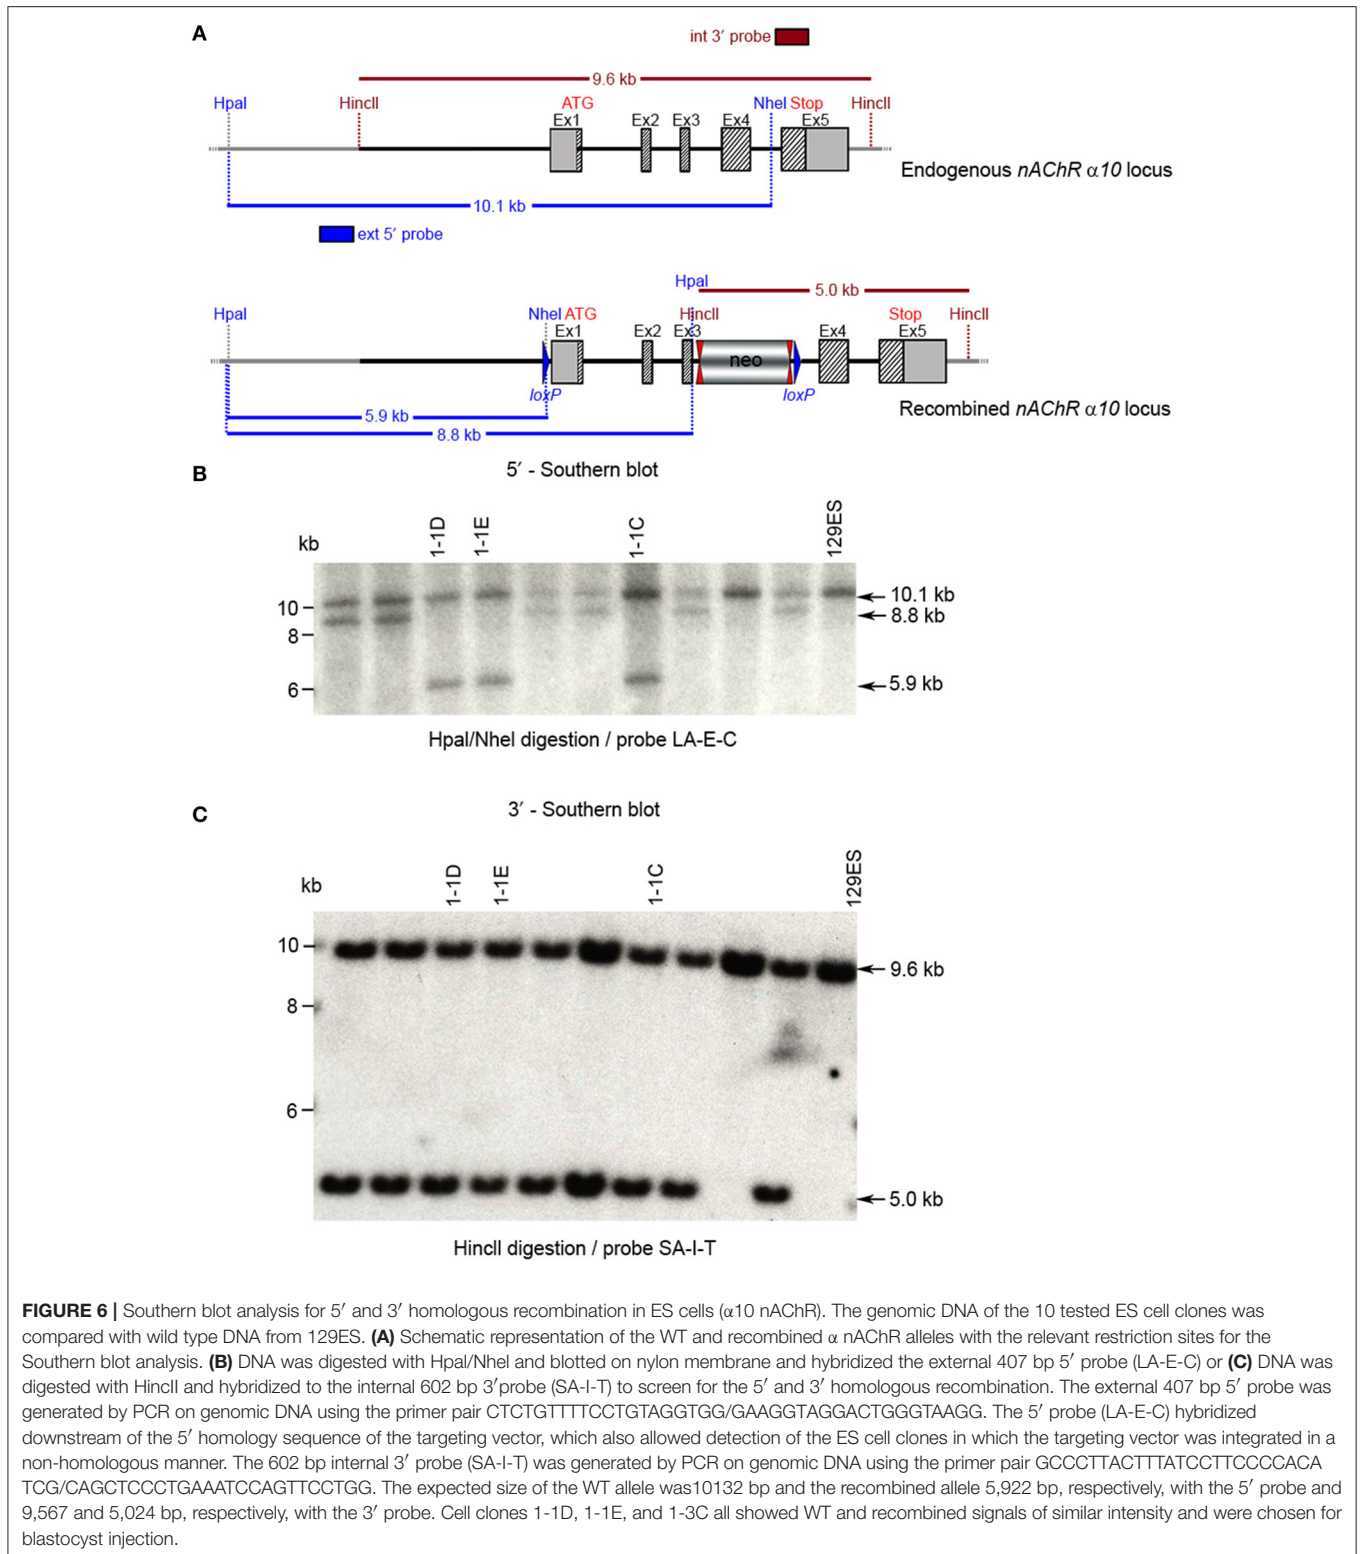 A
int 3′ probe
9.6 kb
HpaI HincII ATG NheI Stop HincII
Ex1 Ex2 Ex3 Ex4 Ex5
Endogenous nAChR α10 locus
10.1 kb
ext 5′ probe
HpaI
5.0 kb
HpaI NheI ATG HincII Stop HincII
Ex1 Ex2 Ex3 Ex4 Ex5
neo
loxP loxP
Recombined nAChR α10 locus
5.9 kb
8.8 kb
B
5′ - Southern blot
kb 1-1D 1-1E 1-1C 129ES
10 10.1 kb
8 8.8 kb
6 5.9 kb
HpaI/NheI digestion / probe LA-E-C
C
3′ - Southern blot
kb 1-1D 1-1E 1-1C 129ES
10
9.6 kb
8
6
5.0 kb
HincII digestion / probe SA-I-T
FIGURE 6 | Southern blot analysis for 5′ and 3′ homologous recombination in ES cells (α10 nAChR). The genomic DNA of the 10 tested ES cell clones was
compared with wild type DNA from 129ES. (A) Schematic representation of the WT and recombined α nAChR alleles with the relevant restriction sites for the
Southern blot analysis. (B) DNA was digested with HpaI/NheI and blotted on nylon membrane and hybridized the external 407 bp 5′ probe (LA-E-C) or (C) DNA was
digested with HincII and hybridized to the internal 602 bp 3′probe (SA-I-T) to screen for the 5′ and 3′ homologous recombination. The external 407 bp 5′ probe was
generated by PCR on genomic DNA using the primer pair CTCTGTTTTCCTGTAGGTGG/GAAGGTAGGACTGGGTAAGG. The 5′ probe (LA-E-C) hybridized
downstream of the 5′ homology sequence of the targeting vector, which also allowed detection of the ES cell clones in which the targeting vector was integrated in a
non-homologous manner. The 602 bp internal 3′ probe (SA-I-T) was generated by PCR on genomic DNA using the primer pair GCCCTTACTTTATCCTTCCCCACA
TCG/CAGCTCCCTGAAATCCAGTTCCTGG. The expected size of the WT allele was10132 bp and the recombined allele 5,922 bp, respectively, with the 5′ probe and
9,567 and 5,024 bp, respectively, with the 3′ probe. Cell clones 1-1D, 1-1E, and 1-3C all showed WT and recombined signals of similar intensity and were chosen for
blastocyst injection.